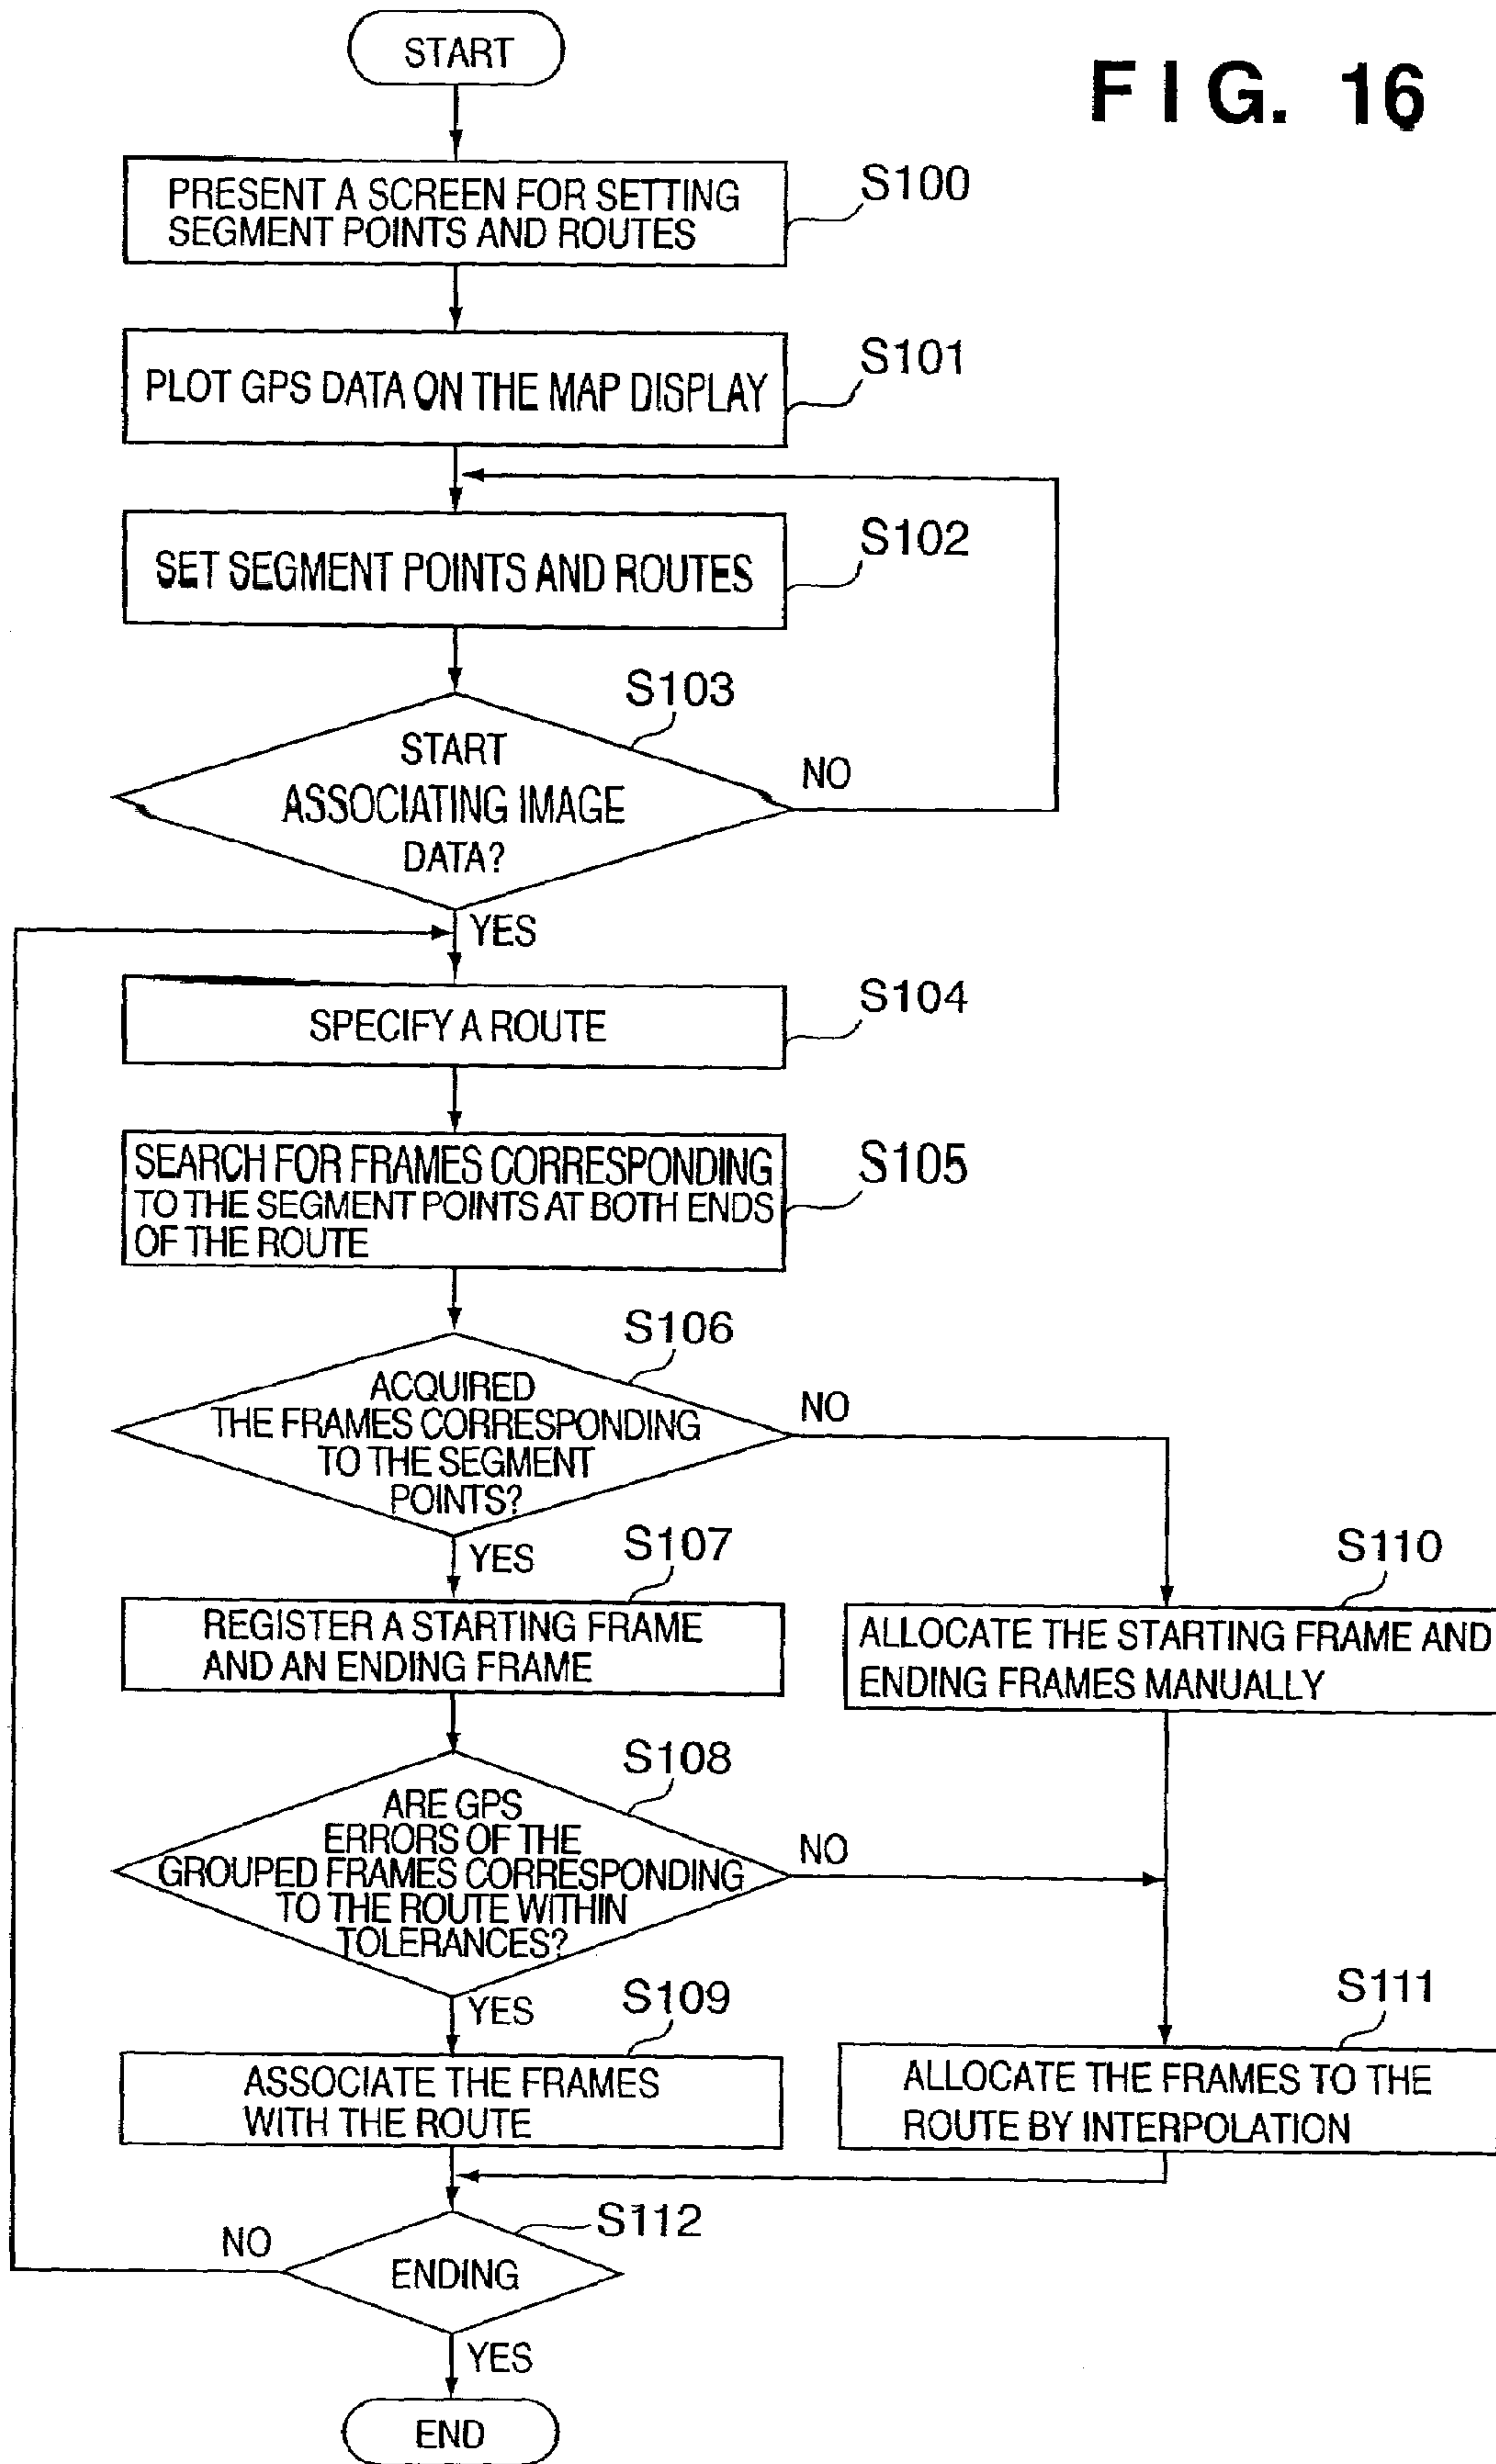 START
FIG. 16
PRESENT A SCREEN FOR SETTING
SEGMENT POINTS AND ROUTES
S100
PLOT GPS DATA ON THE MAP DISPLAY
S101
SET SEGMENT POINTS AND ROUTES
S102
S103
START
ASSOCIATING IMAGE
DATA?
NO
YES
SPECIFY A ROUTE
S104
SEARCH FOR FRAMES CORRESPONDING
TO THE SEGMENT POINTS AT BOTH ENDS
OF THE ROUTE
S105
S106
ACQUIRED
THE FRAMES CORRESPONDING
TO THE SEGMENT
POINTS?
NO
YES
S107
REGISTER A STARTING FRAME
AND AN ENDING FRAME
S110
ALLOCATE THE STARTING FRAME AND
ENDING FRAMES MANUALLY
S108
ARE GPS
ERRORS OF THE
GROUPED FRAMES CORRESPONDING
TO THE ROUTE WITHIN
TOLERANCES?
NO
YES
S109
ASSOCIATE THE FRAMES
WITH THE ROUTE
S111
ALLOCATE THE FRAMES TO THE
ROUTE BY INTERPOLATION
S112
ENDING
NO
YES
END